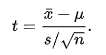 t = \frac{\bar{x} - \mu}{s/\sqrt{n}}.